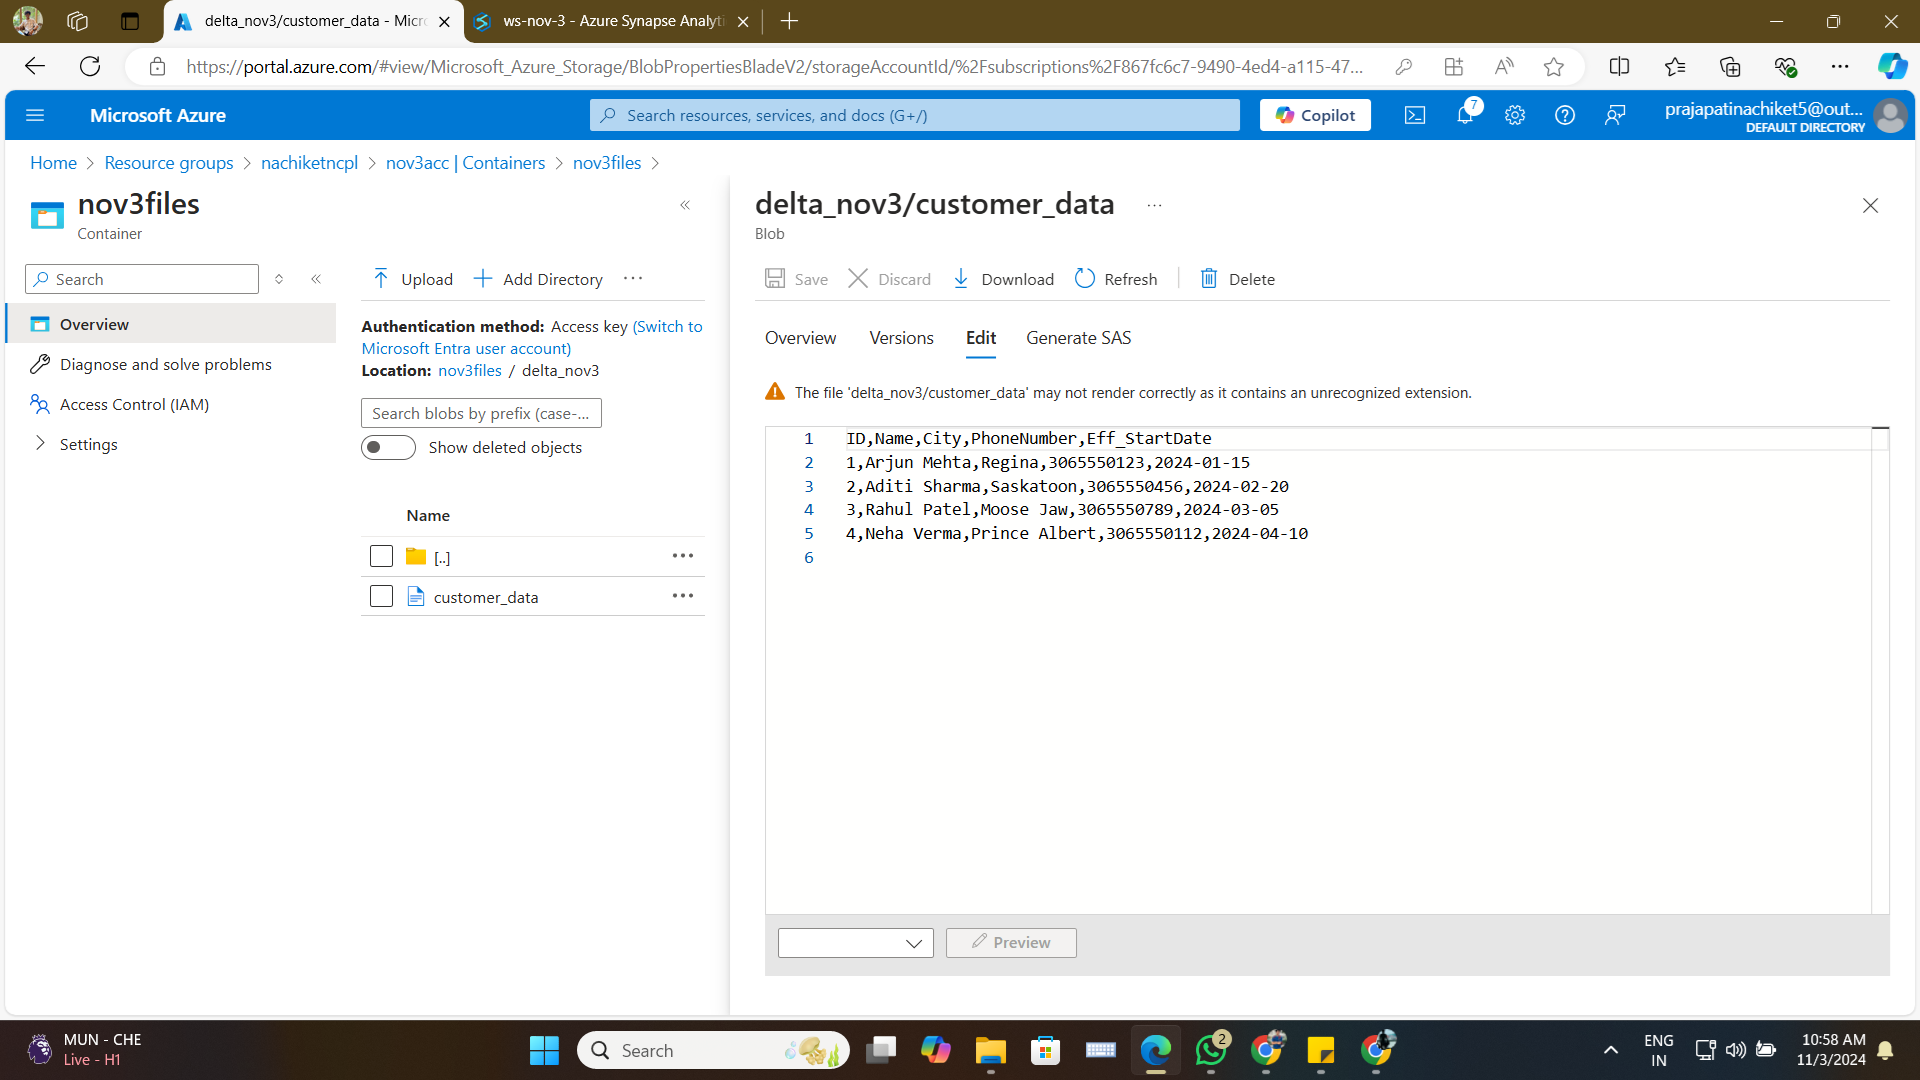 delta_nov3/customer_data - Micr
ws-nov-3 - Azure Synapse Analyti
https://portal.azure.com/#view/Microsoft_Azure_Storage/BlobPropertiesBladeV2/storageAccountId/%2Fsubscriptions%2F867fc6c7-9490-4ed4-a115-47...
Microsoft Azure
Search resources, services, and docs (G+/)
Copilot
7
prajapatinachiket5@out...
DEFAULT DIRECTORY
Home > Resource groups > nachiketncpl > nov3acc | Containers > nov3files >
nov3files
Container
Search
Overview
Diagnose and solve problems
Access Control (IAM)
Settings
Upload
Add Directory
Authentication method: Access key (Switch to
Microsoft Entra user account)
Location: nov3files / delta_nov3
Search blobs by prefix (case-...
Show deleted objects
Name
[..]
customer_data
delta_nov3/customer_data ...
Blob
Save
Discard
Download
Refresh
Delete
Overview
Versions
Edit
Generate SAS
The file 'delta_nov3/customer_data' may not render correctly as it contains an unrecognized extension.
1 ID,Name,City,PhoneNumber,Eff_StartDate
2 1,Arjun Mehta,Regina,3065550123,2024-01-15
3 2,Aditi Sharma,Saskatoon,3065550456,2024-02-20
4 3,Rahul Patel,Moose Jaw,3065550789,2024-03-05
5 4,Neha Verma,Prince Albert,3065550112,2024-04-10
6
Preview
MUN - CHE
Live - H1
Search
2
ENG
IN
10:58 AM
11/3/2024